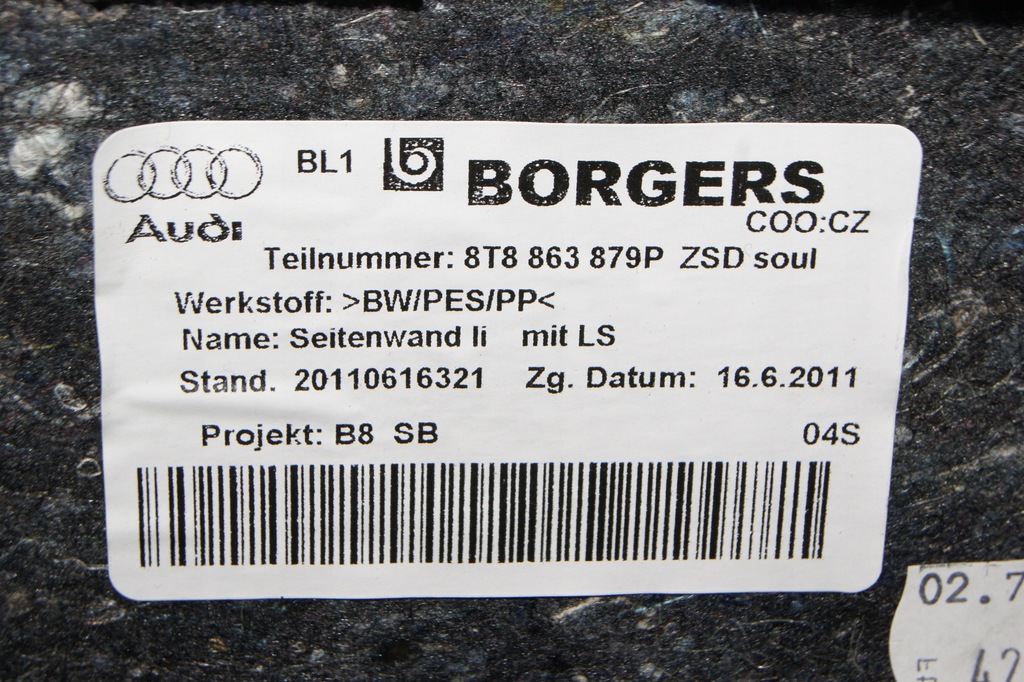 BL1 b BORGERS
Audi
COO:CZ
Teilnummer: 8T8 863 879P ZSD soul
Werkstoff: >BW/PES/PP<
Name: Seitenwand li mit LS
Stand. 20110616321 Zg. Datum: 16.6.2011
Projekt: B8 SB 04S
02.7
42